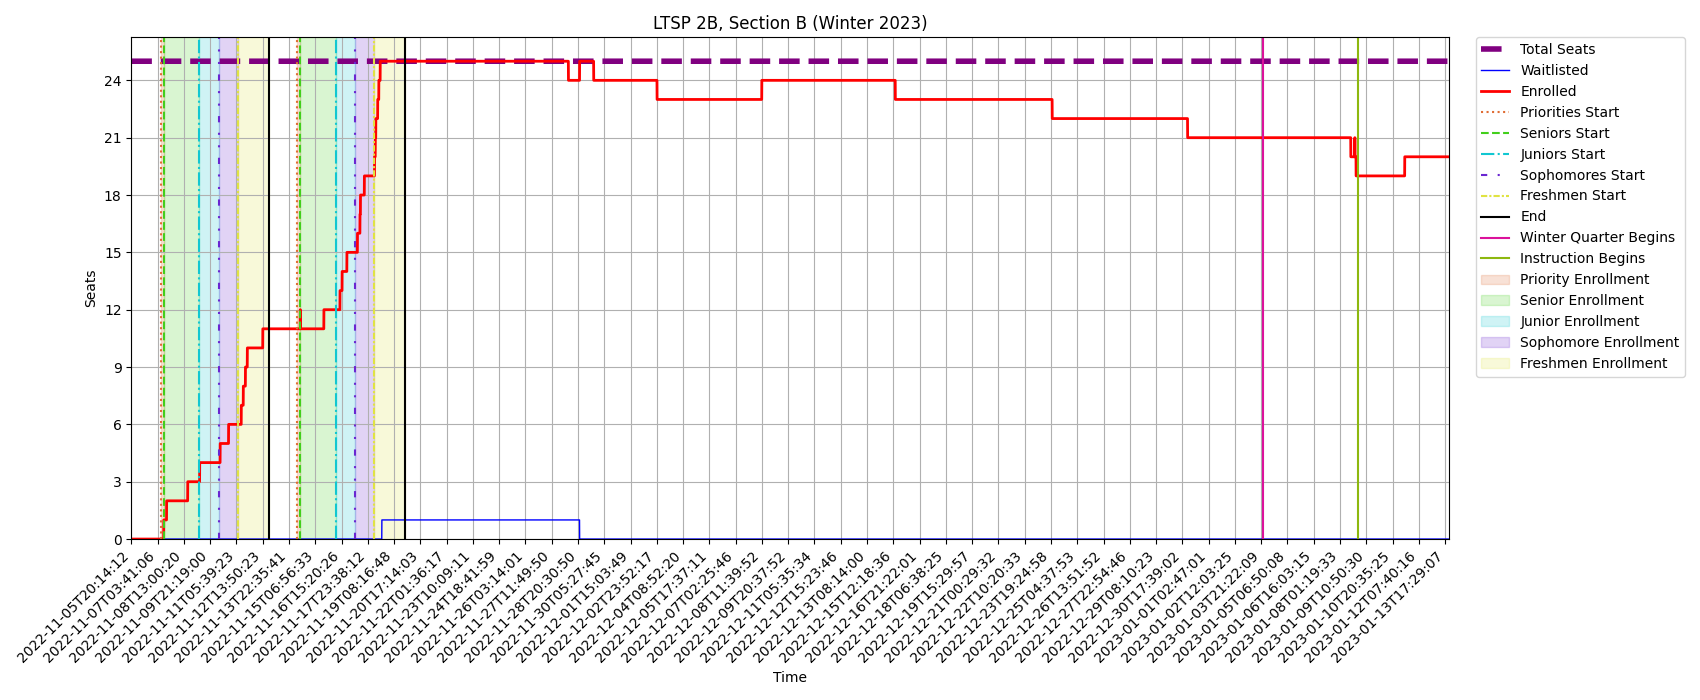 LTSP 2B, Section B (Winter 2023)
Seats
24
21
18
15
12
9
6
3
0
2022-11-05T20:14:12
2022-11-07T03:41:06
2022-11-08T13:00:20
2022-11-09T21:19:00
2022-11-11T05:39:23
2022-11-12T13:50:23
2022-11-13T22:35:41
2022-11-15T06:56:33
2022-11-16T15:20:26
2022-11-17T23:38:12
2022-11-19T08:16:48
2022-11-20T17:14:03
2022-11-22T01:36:17
2022-11-23T10:09:11
2022-11-24T18:41:59
2022-11-26T03:14:01
2022-11-27T11:49:50
2022-11-28T20:30:50
2022-11-30T05:27:45
2022-12-01T15:03:49
2022-12-02T23:52:17
2022-12-04T08:52:20
2022-12-05T17:37:11
2022-12-07T02:25:46
2022-12-08T11:39:52
2022-12-09T20:37:52
2022-12-11T05:35:34
2022-12-12T15:23:46
2022-12-13T08:14:00
2022-12-15T12:18:36
2022-12-16T21:22:01
2022-12-18T06:38:25
2022-12-19T15:29:57
2022-12-21T00:29:32
2022-12-22T10:20:33
2022-12-23T19:24:58
2022-12-25T04:37:53
2022-12-26T13:51:52
2022-12-27T22:54:46
2022-12-29T08:10:23
2022-12-30T17:39:02
2023-01-01T02:47:01
2023-01-02T12:03:25
2023-01-03T21:22:09
2023-01-05T06:50:08
2023-01-06T16:03:15
2023-01-08T01:19:33
2023-01-09T10:50:30
2023-01-10T20:35:25
2023-01-12T07:40:16
2023-01-13T17:29:07
Time
Total Seats
Waitlisted
Enrolled
Priorities Start
Seniors Start
Juniors Start
Sophomores Start
Freshmen Start
End
Winter Quarter Begins
Instruction Begins
Priority Enrollment
Senior Enrollment
Junior Enrollment
Sophomore Enrollment
Freshmen Enrollment